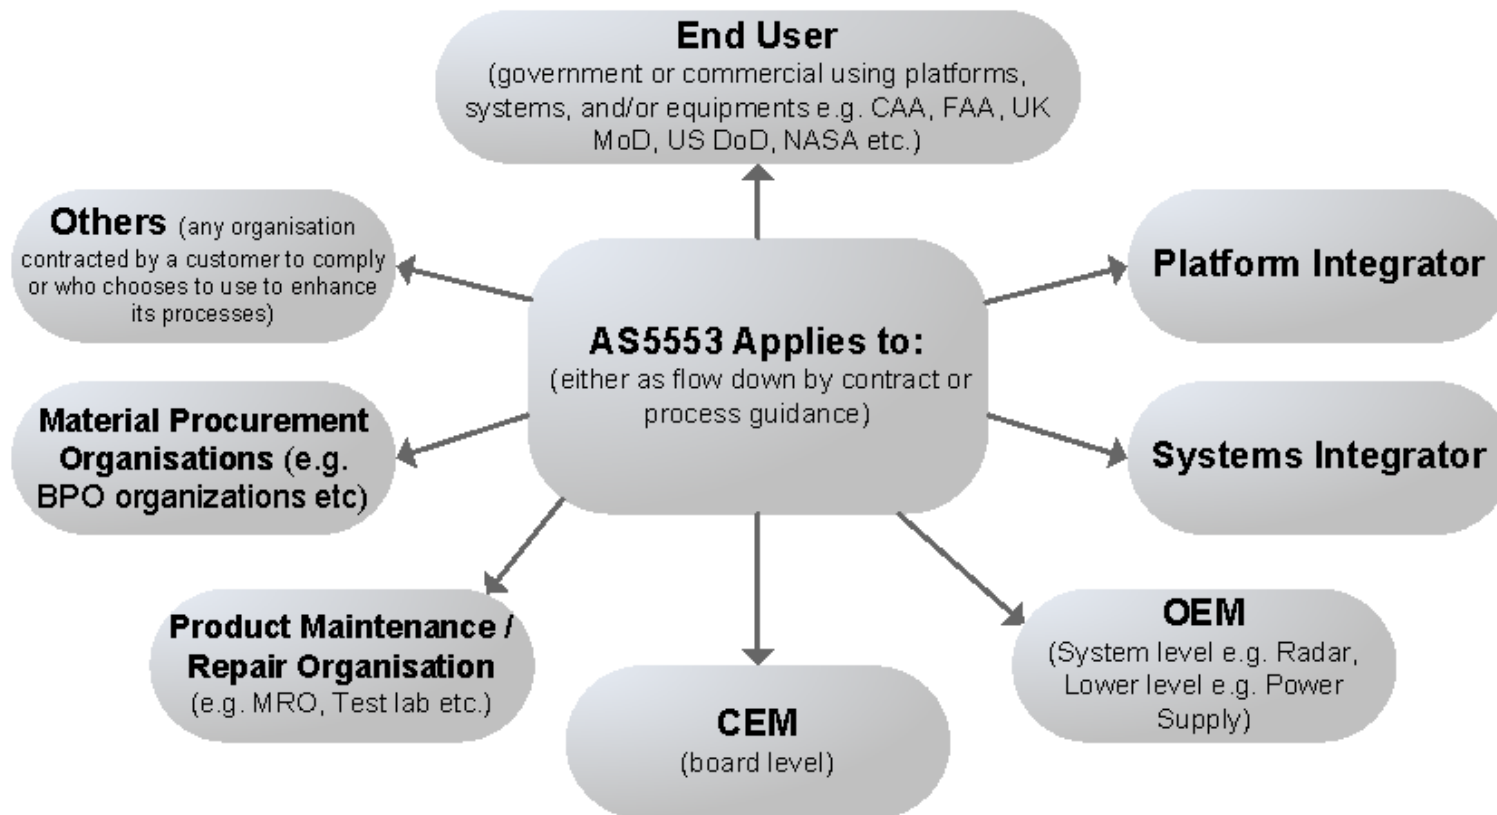 End User
(government or commercial using platforms,
systems, and/or equipments e.g. CAA, FAA, UK
MoD, US DoD, NASA etc.)
Others (any organisation
contracted by a customer to comply
or who chooses to use to enhance
its processes)
Platform Integrator
AS5553 Applies to:
(either as flow down by contract or
process guidance)
Material Procurement
Organisations (e.g.
BPO organizations etc)
Systems Integrator
Product Maintenance /
Repair Organisation
(e.g. MRO, Test lab etc.)
OEM
(System level e.g. Radar,
Lower level e.g. Power
Supply)
CEM
(board level)